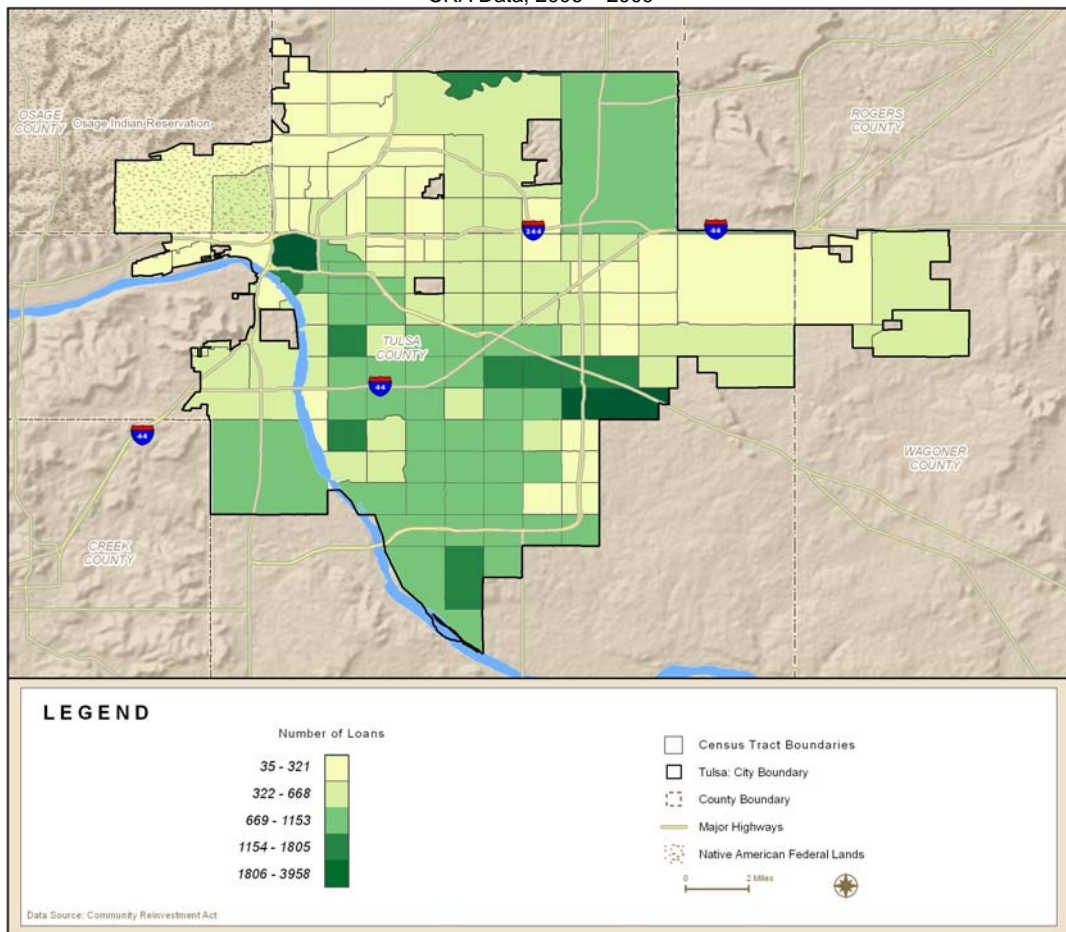 OSAGE
COUNTY
Osage Indian Reservation
ROGERS
COUNTY
244
44
TULSA
COUNTY
44
44
WAGONER
COUNTY
CREEK
COUNTY
LEGEND
Number of Loans
35 - 321
322 - 668
669 - 1153
1154 - 1805
1806 - 3958
Census Tract Boundaries
Tulsa: City Boundary
County Boundary
Major Highways
Native American Federal Lands
0 2 Miles
Data Source: Community Reinvestment Act